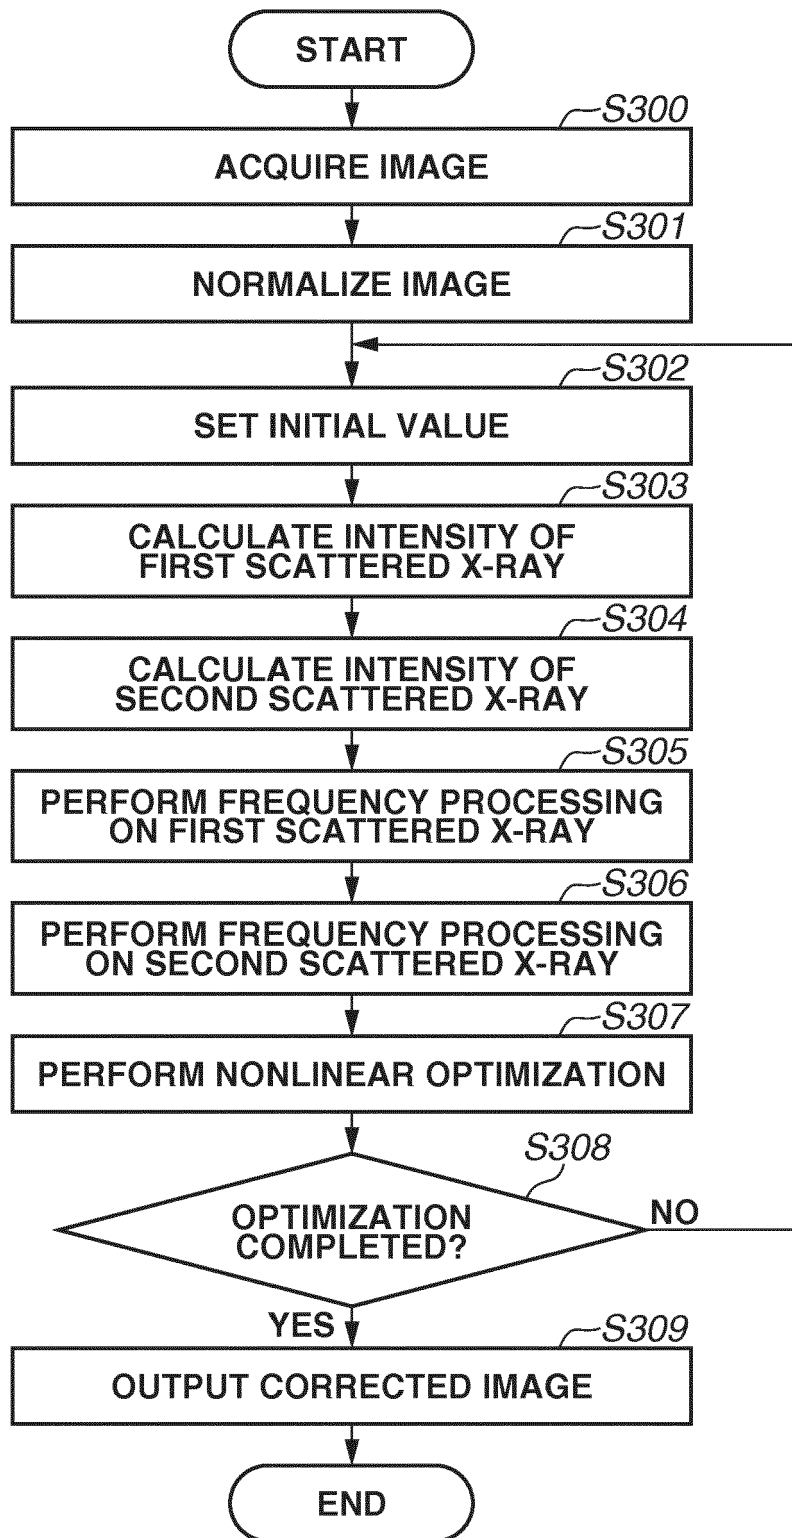 START
S300
ACQUIRE IMAGE
S301
NORMALIZE IMAGE
S302
SET INITIAL VALUE
S303
CALCULATE INTENSITY OF
FIRST SCATTERED X-RAY
S304
CALCULATE INTENSITY OF
SECOND SCATTERED X-RAY
S305
PERFORM FREQUENCY PROCESSING
ON FIRST SCATTERED X-RAY
S306
PERFORM FREQUENCY PROCESSING
ON SECOND SCATTERED X-RAY
S307
PERFORM NONLINEAR OPTIMIZATION
S308
OPTIMIZATION
COMPLETED?
NO
YES
S309
OUTPUT CORRECTED IMAGE
END